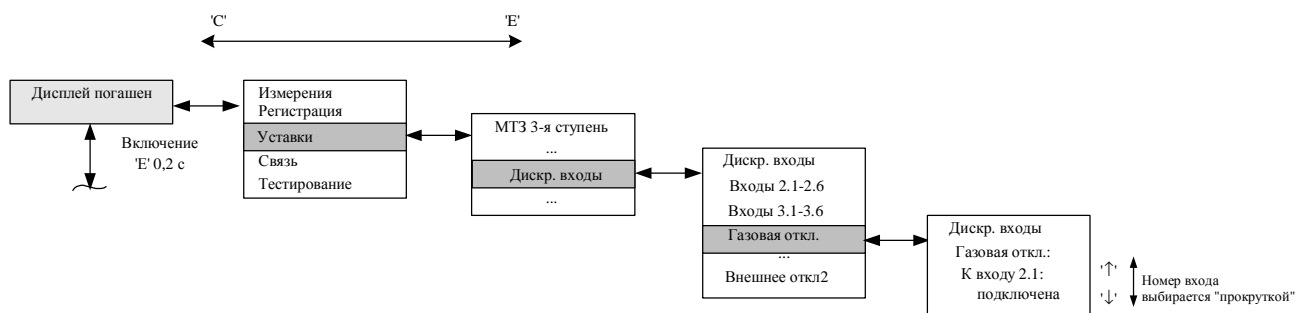 'C'
'E'
Дисплей погашен
Включение
'E' 0,2 с
Измерения
Регистрация
Уставки
Связь
Тестирование
МТЗ 3-я ступень
...
Дискр. входы
...
Дискр. входы
Входы 2.1-2.6
Входы 3.1-3.6
Газовая откл.
...
Внешнее откл2
Дискр. входы
Газовая откл.:
К входу 2.1:
подключена
'↑'
'↓'
Номер входа
выбирается "прокруткой"